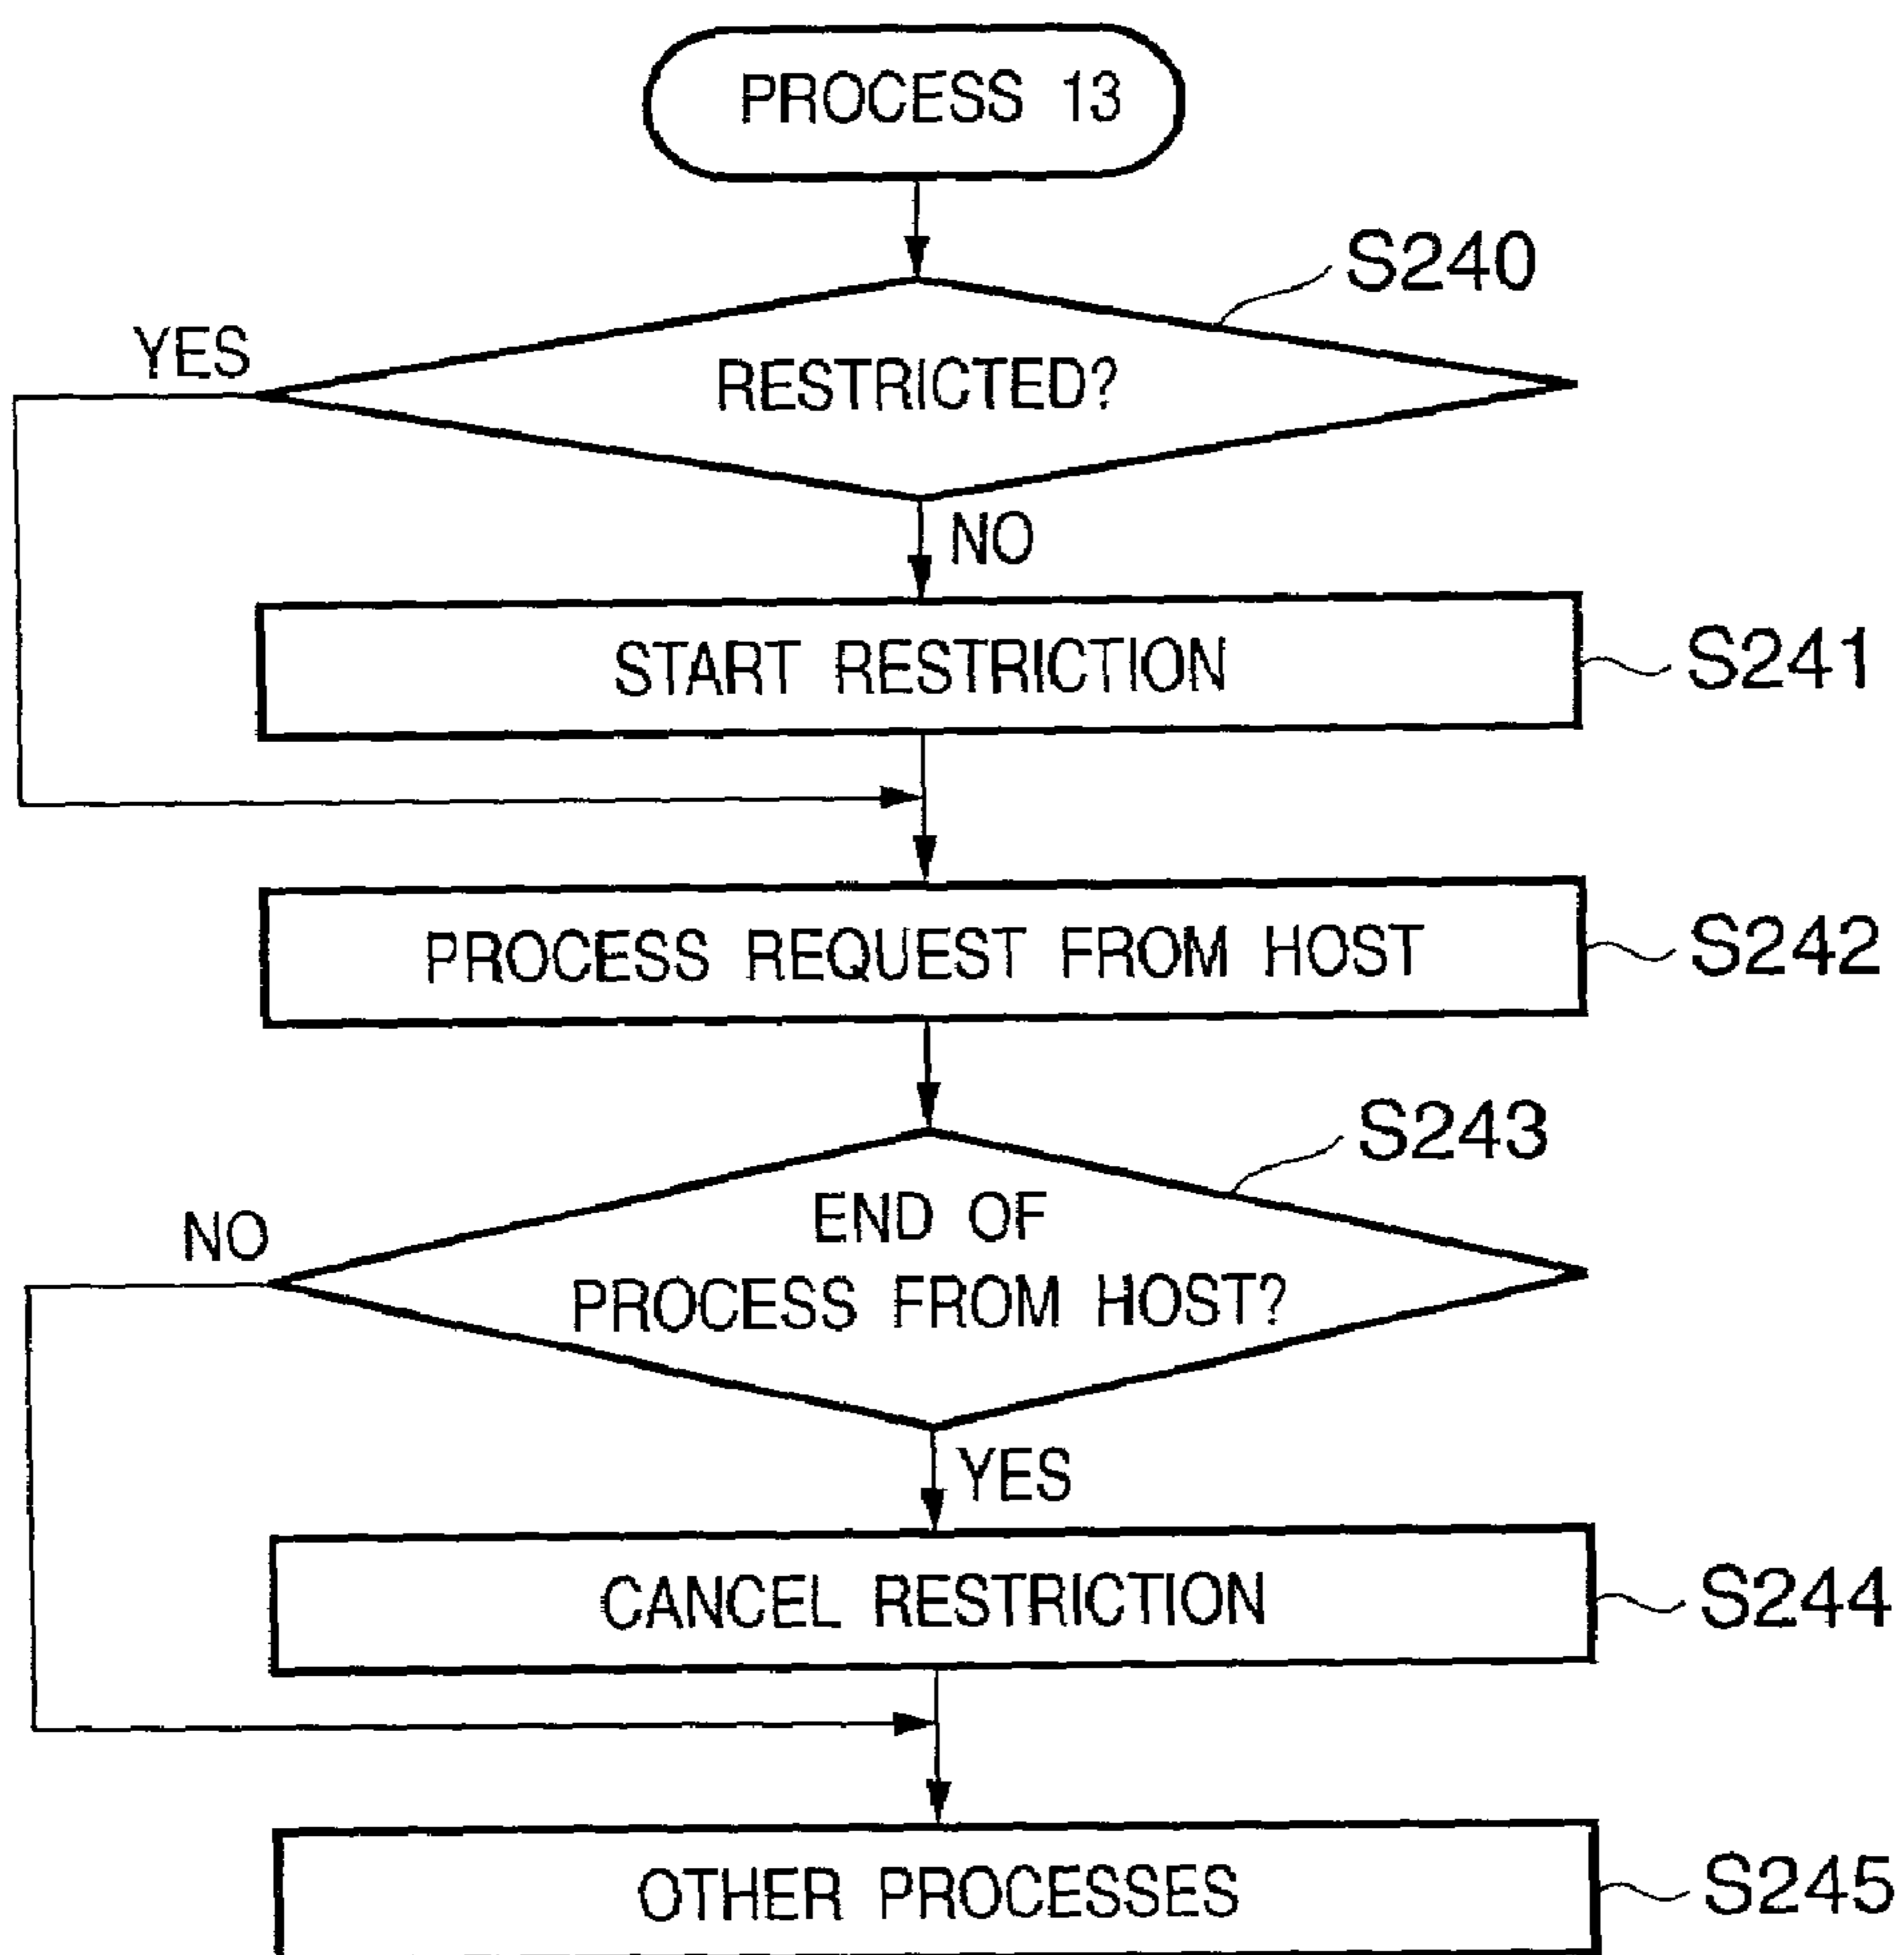 PROCESS 13
S240
YES
RESTRICTED?
NO
START RESTRICTION
S241
PROCESS REQUEST FROM HOST
S242
S243
NO
END OF
PROCESS FROM HOST?
YES
CANCEL RESTRICTION
S244
OTHER PROCESSES
S245